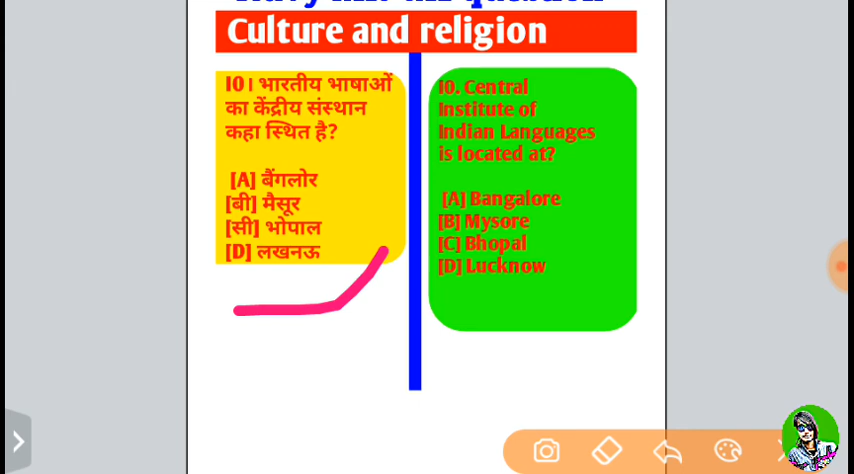 Culture and religion
10। भारतीय भाषाओं
का केंद्रीय संस्थान
कहा स्थित है?
[A] बैंगलोर
[बी] मैसूर
[सी] भोपाल
[D] लखनऊ
10. Central
Institute of
Indian Languages
is located at?
[A] Bangalore
[B] Mysore
[C] Bhopal
[D] Lucknow